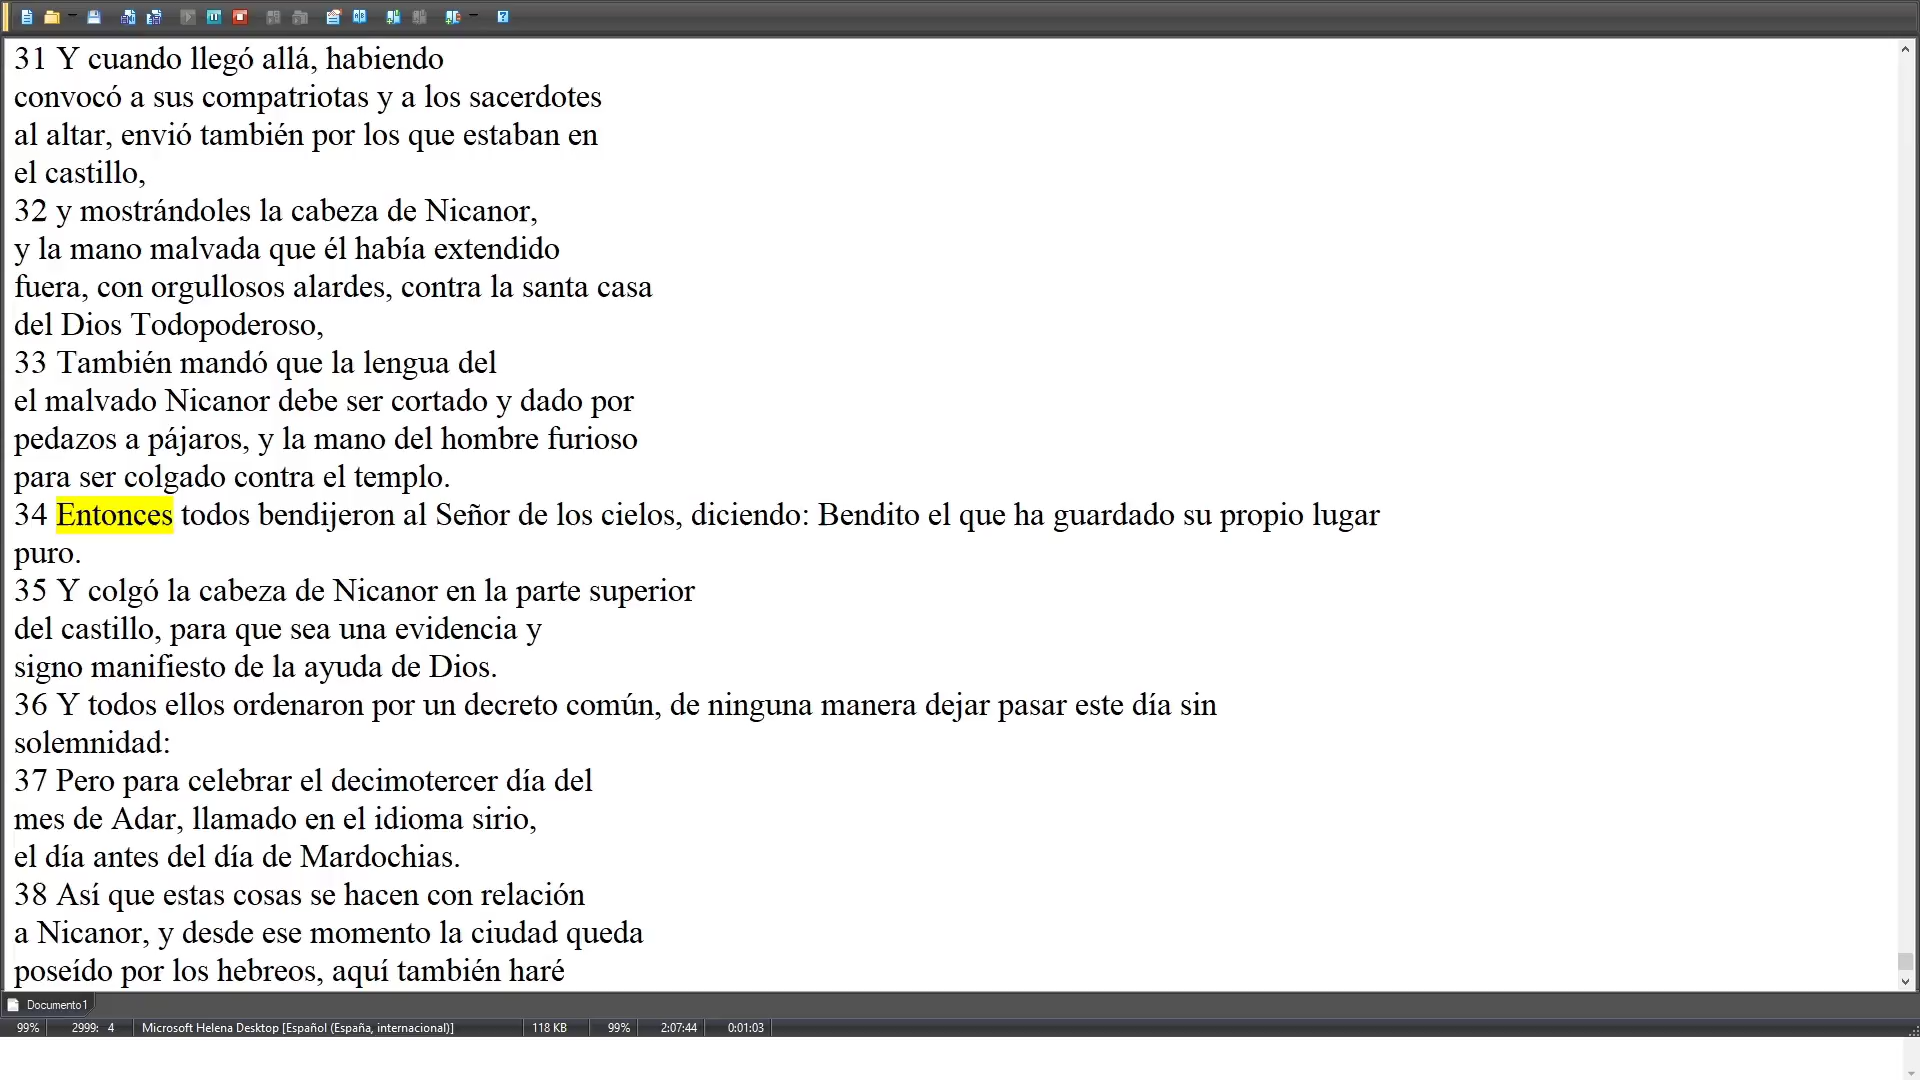 31 Y cuando llegó allá, habiendo
convocó a sus compatriotas y a los sacerdotes
al altar, envió también por los que estaban en
el castillo,
32 y mostrándoles la cabeza de Nicanor,
y la mano malvada que él había extendido
fuera, con orgullosos alardes, contra la santa casa
del Dios Todopoderoso,
33 También mandó que la lengua del
el malvado Nicanor debe ser cortado y dado por
pedazos a pájaros, y la mano del hombre furioso
para ser colgado contra el templo.
34 Entonces todos bendijeron al Señor de los cielos, diciendo: Bendito el que ha guardado su propio lugar
puro.
35 Y colgó la cabeza de Nicanor en la parte superior
del castillo, para que sea una evidencia y
signo manifiesto de la ayuda de Dios.
36 Y todos ellos ordenaron por un decreto común, de ninguna manera dejar pasar este día sin
solemnidad:
37 Pero para celebrar el decimotercer día del
mes de Adar, llamado en el idioma sirio,
el día antes del día de Mardochias.
38 Así que estas cosas se hacen con relación
a Nicanor, y desde ese momento la ciudad queda
poseído por los hebreos, aquí también haré
Documento1
99% 2999: 4 Microsoft Helena Desktop [Español (España, internacional)] 118 KB 99% 2:07:44 0:01:03